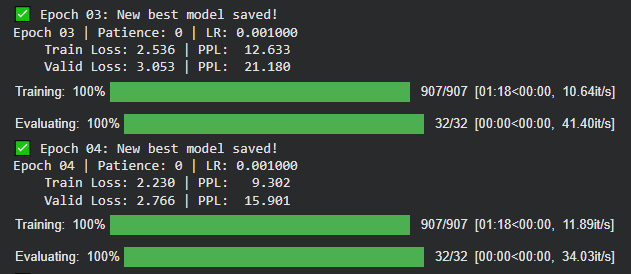 ✅ Epoch 03: New best model saved!
Epoch 03 | Patience: 0 | LR: 0.001000
Train Loss: 2.536 | PPL: 12.633
Valid Loss: 3.053 | PPL: 21.180
Training: 100% 907/907 [01:18<00:00, 10.64it/s]
Evaluating: 100% 32/32 [00:00<00:00, 41.40it/s]
✅ Epoch 04: New best model saved!
Epoch 04 | Patience: 0 | LR: 0.001000
Train Loss: 2.230 | PPL: 9.302
Valid Loss: 2.766 | PPL: 15.901
Training: 100% 907/907 [01:18<00:00, 11.89it/s]
Evaluating: 100% 32/32 [00:00<00:00, 34.03it/s]